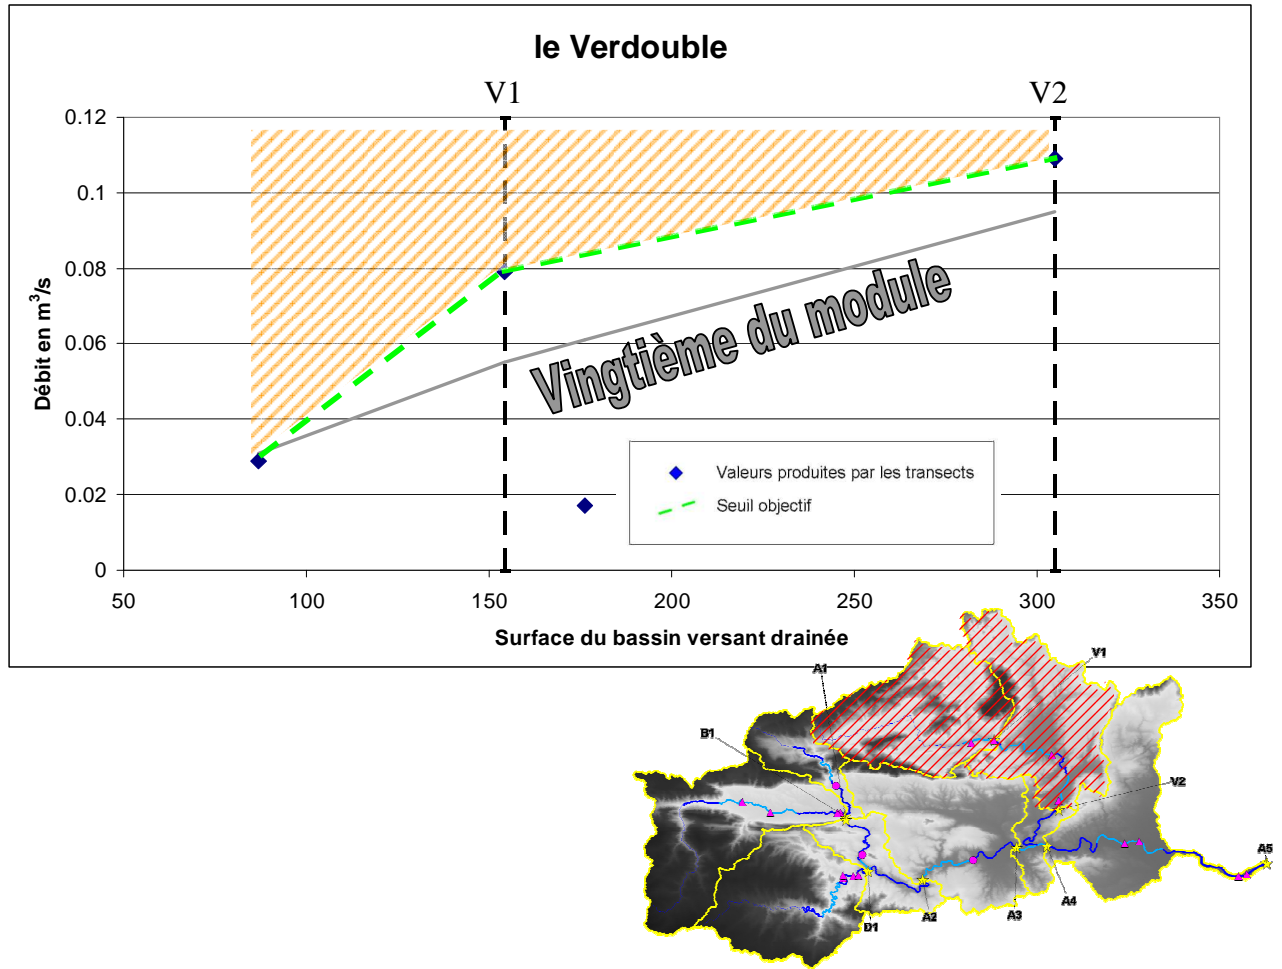 le Verdouble
V1
V2
0.12
0.1
0.08
0.06
0.04
0.02
0
Débit en m³/s
Vingtième du module
Valeurs produites par les transects
Seuil objectif
50
100
150
200
250
300
350
Surface du bassin versant drainée
V1
A1
B1
V2
A5
A4
A3
A2
D1